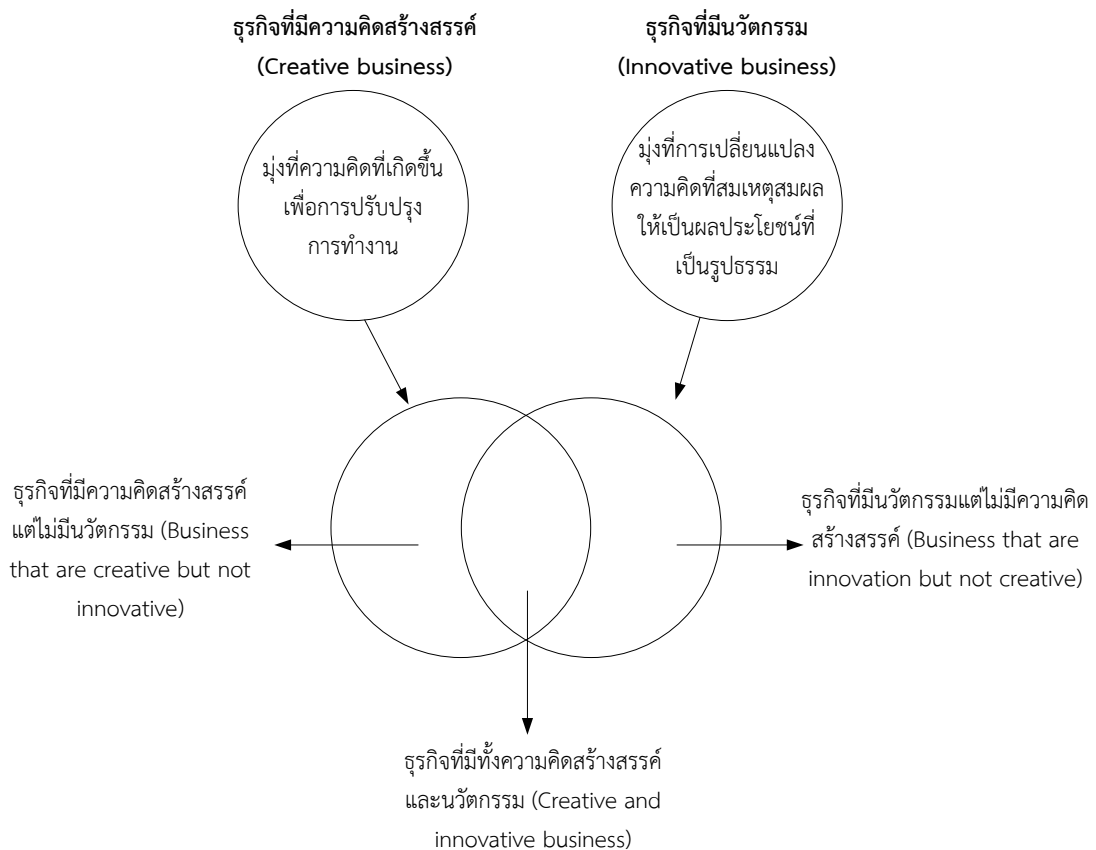 ธุรกิจที่มีความคิดสร้างสรรค์
(Creative business)
ธุรกิจที่มีนวัตกรรม
(Innovative business)
มุ่งที่ความคิดที่เกิดขึ้น
เพื่อการปรับปรุง
การทำงาน
มุ่งที่การเปลี่ยนแปลง
ความคิดที่สมเหตุสมผล
ให้เป็นผลประโยชน์ที่
เป็นรูปธรรม
ธุรกิจที่มีความคิดสร้างสรรค์
แต่ไม่มีนวัตกรรม (Business
that are creative but not
innovative)
ธุรกิจที่มีนวัตกรรมแต่ไม่มีความคิด
สร้างสรรค์ (Business that are
innovation but not creative)
ธุรกิจที่มีทั้งความคิดสร้างสรรค์
และนวัตกรรม (Creative and
innovative business)